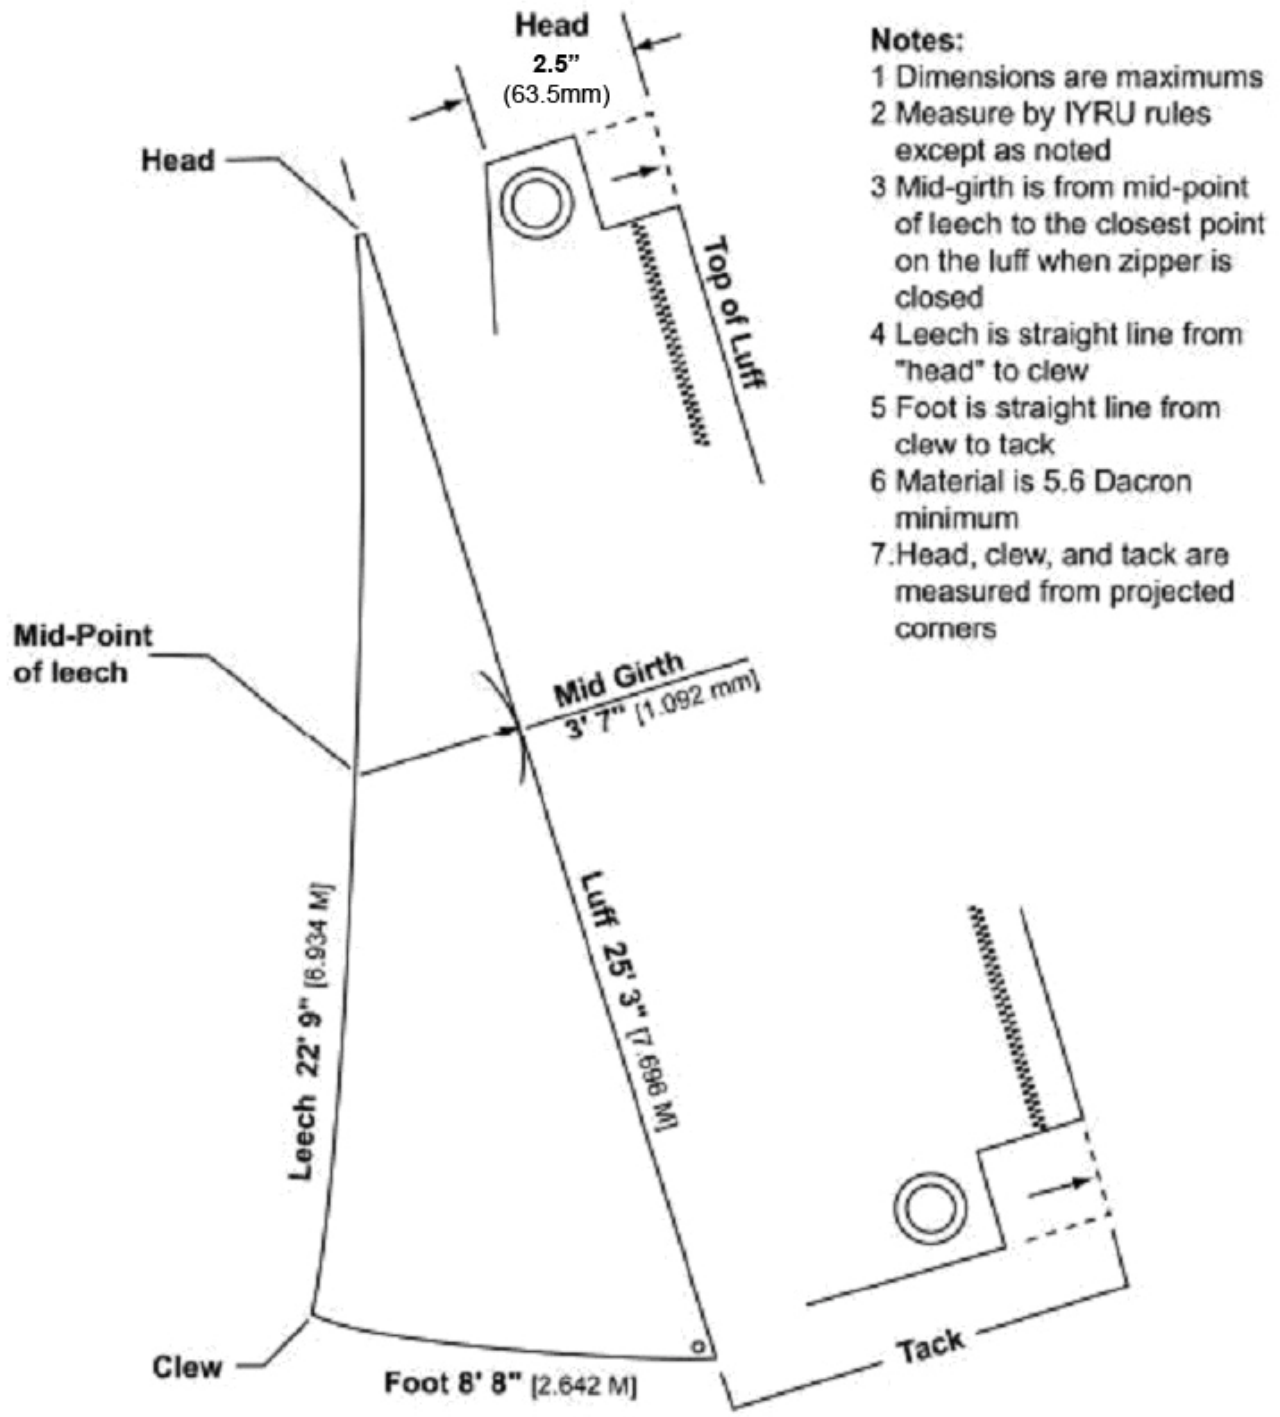 Head
2.5”
(63.5mm)
Notes:
1 Dimensions are maximums
2 Measure by IYRU rules
except as noted
3 Mid-girth is from mid-point
of leech to the closest point
on the luff when zipper is
closed
4 Leech is straight line from
"head" to clew
5 Foot is straight line from
clew to tack
6 Material is 5.6 Dacron
minimum
7.Head, clew, and tack are
measured from projected
corners
Head
Top of Luff
Mid-Point
of leech
Mid Girth
3' 7" [1.092 mm]
Leech 22' 9" [6.934 M]
Luff 25' 3" [7.696 M]
Clew
Foot 8' 8" [2.642 M]
Tack